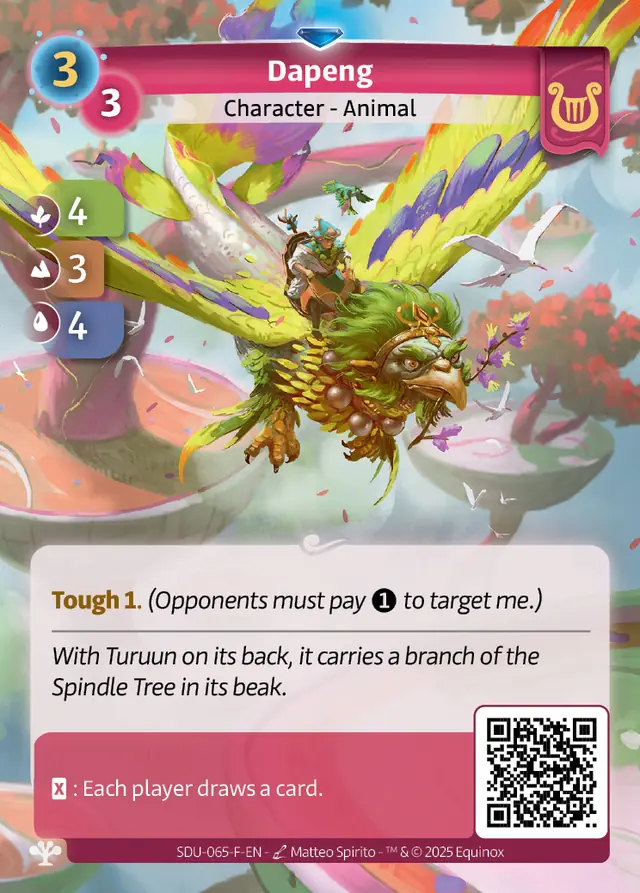 3
Dapeng
3
Character - Animal
4
3
4
Tough 1. (Opponents must pay 1 to target me.)
With Turuun on its back, it carries a branch of the
Spindle Tree in its beak.
X : Each player draws a card.
SDU-065-F-EN - Matteo Spirito - ™ & © 2025 Equinox